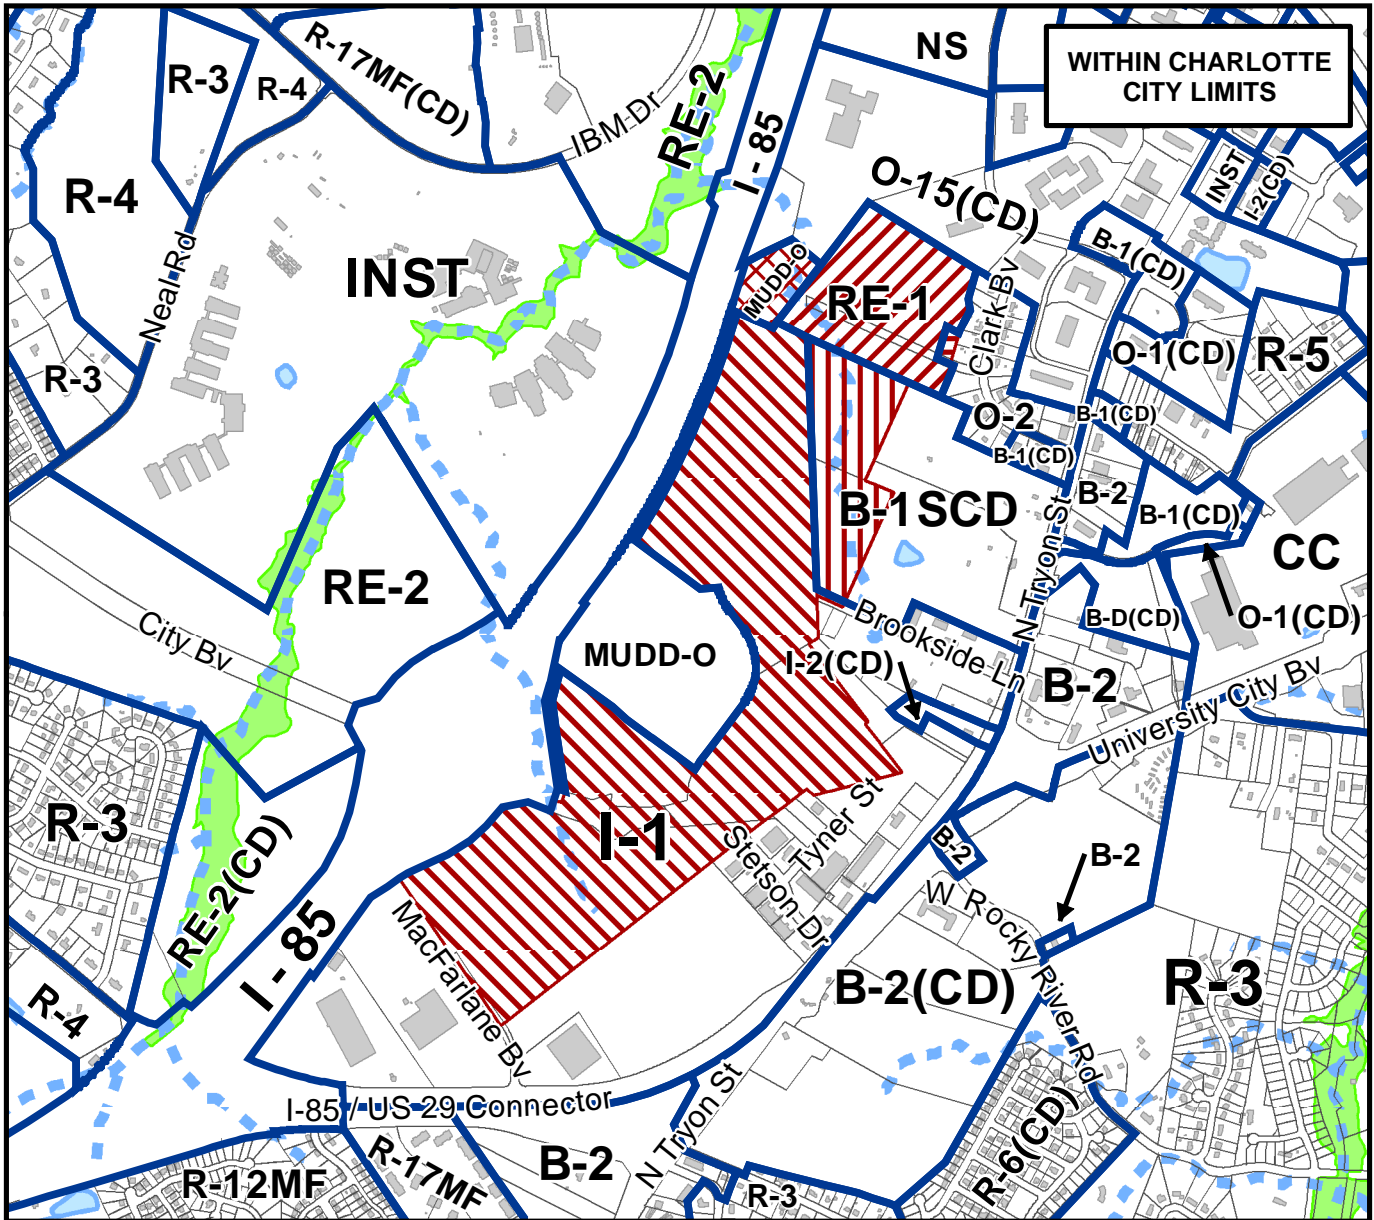 WITHIN CHARLOTTE
CITY LIMITS
NS
R-17MF(CD)
R-3
R-4
IBM Dr
RE-2
I - 85
R-4
O-15(CD)
INST
I-2(CD)
Neal Rd
INST
MUDD-O
RE-1
B-1(CD)
Clark Bv
O-1(CD)
R-5
R-3
O-2
B-1(CD)
B-1(CD)
B-1SCD
B-2
B-1(CD)
CC
N Tryon St
RE-2
City Bv
B-D(CD)
O-1(CD)
Brookside Ln
MUDD-O
I-2(CD)
B-2
University City Bv
R-3
I-1
Stetson Dr
Tyner St
B-2
B-2
RE-2(CD)
I - 85
MacFarlane Bv
W Rocky River Rd
B-2(CD)
R-3
R-4
I-85 / US 29 Connector
N Tryon St
R-6(CD)
R-12MF
R-17MF
B-2
R-3